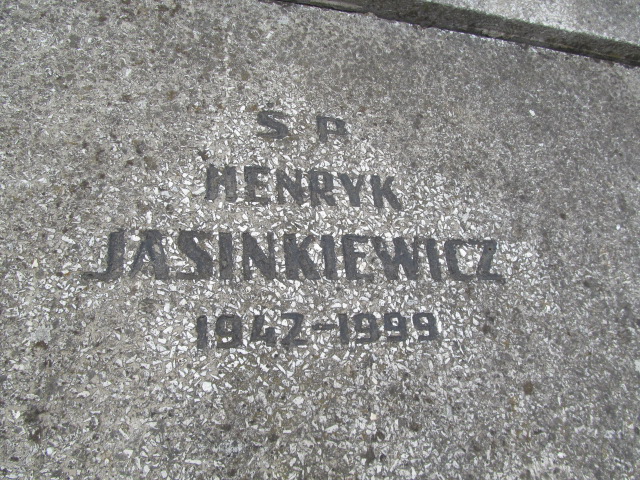 Ś P
HENRYK
JASINKIEWICZ
1942-1999